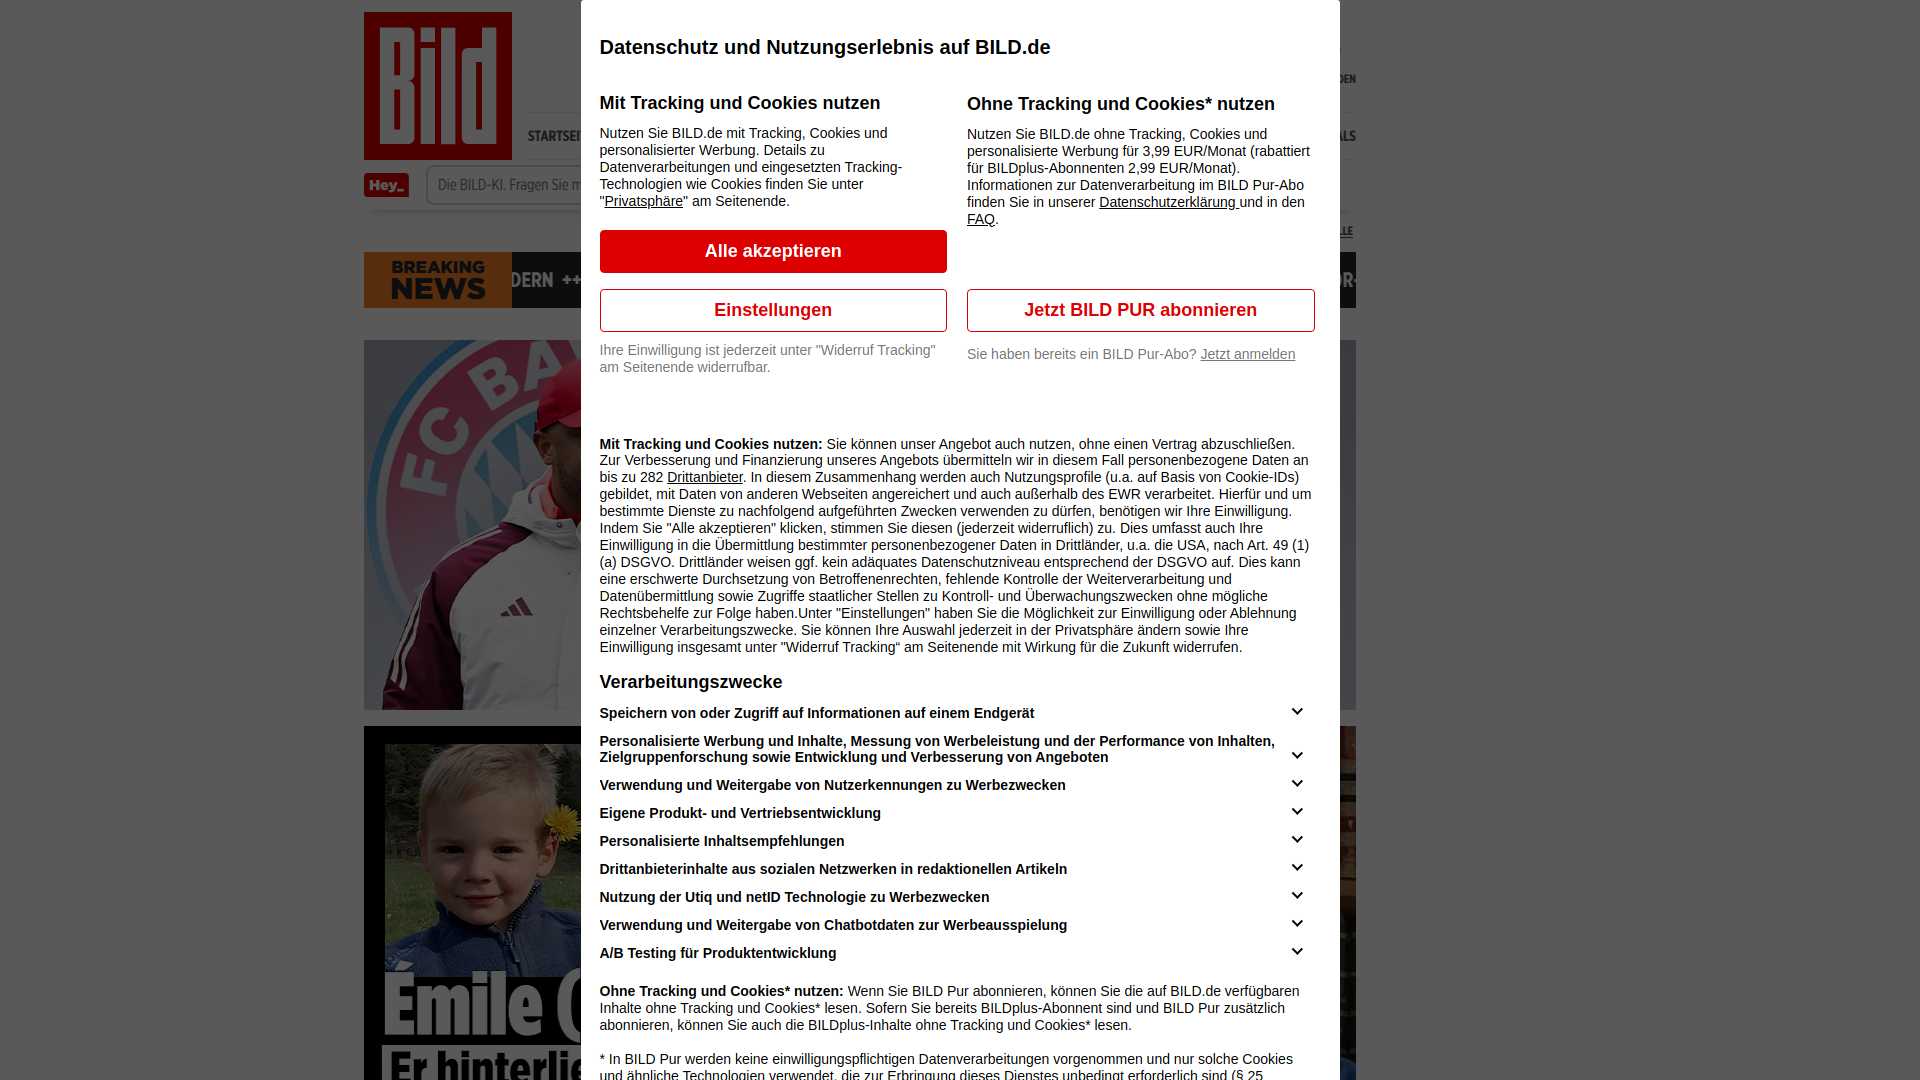 Bild
DEN
STARTSEI
ALS
Hey_
Die BILD-KI. Fragen Sie m
LLE
BREAKING
NEWS
DERN ++
OR-
FC BA
Émile
Er hinterlie
Datenschutz und Nutzungserlebnis auf BILD.de
Mit Tracking und Cookies nutzen
Nutzen Sie BILD.de mit Tracking, Cookies und
personalisierter Werbung. Details zu
Datenverarbeitungen und eingesetzten Tracking-
Technologien wie Cookies finden Sie unter
"Privatsphäre" am Seitenende.
Alle akzeptieren
Einstellungen
Ihre Einwilligung ist jederzeit unter "Widerruf Tracking"
am Seitenende widerrufbar.
Ohne Tracking und Cookies* nutzen
Nutzen Sie BILD.de ohne Tracking, Cookies und
personalisierte Werbung für 3,99 EUR/Monat (rabattiert
für BILDplus-Abonnenten 2,99 EUR/Monat).
Informationen zur Datenverarbeitung im BILD Pur-Abo
finden Sie in unserer Datenschutzerklärung und in den
FAQ.
Jetzt BILD PUR abonnieren
Sie haben bereits ein BILD Pur-Abo? Jetzt anmelden
Mit Tracking und Cookies nutzen: Sie können unser Angebot auch nutzen, ohne einen Vertrag abzuschließen.
Zur Verbesserung und Finanzierung unseres Angebots übermitteln wir in diesem Fall personenbezogene Daten an
bis zu 282 Drittanbieter. In diesem Zusammenhang werden auch Nutzungsprofile (u.a. auf Basis von Cookie-IDs)
gebildet, mit Daten von anderen Webseiten angereichert und auch außerhalb des EWR verarbeitet. Hierfür und um
bestimmte Dienste zu nachfolgend aufgeführten Zwecken verwenden zu dürfen, benötigen wir Ihre Einwilligung.
Indem Sie "Alle akzeptieren" klicken, stimmen Sie diesen (jederzeit widerruflich) zu. Dies umfasst auch Ihre
Einwilligung in die Übermittlung bestimmter personenbezogener Daten in Drittländer, u.a. die USA, nach Art. 49 (1)
(a) DSGVO. Drittländer weisen ggf. kein adäquates Datenschutzniveau entsprechend der DSGVO auf. Dies kann
eine erschwerte Durchsetzung von Betroffenenrechten, fehlende Kontrolle der Weiterverarbeitung und
Datenübermittlung sowie Zugriffe staatlicher Stellen zu Kontroll- und Überwachungszwecken ohne mögliche
Rechtsbehelfe zur Folge haben.Unter "Einstellungen" haben Sie die Möglichkeit zur Einwilligung oder Ablehnung
einzelner Verarbeitungszwecke. Sie können Ihre Auswahl jederzeit in der Privatsphäre ändern sowie Ihre
Einwilligung insgesamt unter "Widerruf Tracking“ am Seitenende mit Wirkung für die Zukunft widerrufen.
Verarbeitungszwecke
Speichern von oder Zugriff auf Informationen auf einem Endgerät
Personalisierte Werbung und Inhalte, Messung von Werbeleistung und der Performance von Inhalten,
Zielgruppenforschung sowie Entwicklung und Verbesserung von Angeboten
Verwendung und Weitergabe von Nutzerkennungen zu Werbezwecken
Eigene Produkt- und Vertriebsentwicklung
Personalisierte Inhaltsempfehlungen
Drittanbieterinhalte aus sozialen Netzwerken in redaktionellen Artikeln
Nutzung der Utiq und netID Technologie zu Werbezwecken
Verwendung und Weitergabe von Chatbotdaten zur Werbeausspielung
A/B Testing für Produktentwicklung
Ohne Tracking und Cookies* nutzen: Wenn Sie BILD Pur abonnieren, können Sie die auf BILD.de verfügbaren
Inhalte ohne Tracking und Cookies* lesen. Sofern Sie bereits BILDplus-Abonnent sind und BILD Pur zusätzlich
abonnieren, können Sie auch die BILDplus-Inhalte ohne Tracking und Cookies* lesen.
* In BILD Pur werden keine einwilligungspflichtigen Datenverarbeitungen vorgenommen und nur solche Cookies
und ähnliche Technologien verwendet, die zur Erbringung dieses Dienstes unbedingt erforderlich sind (§ 25